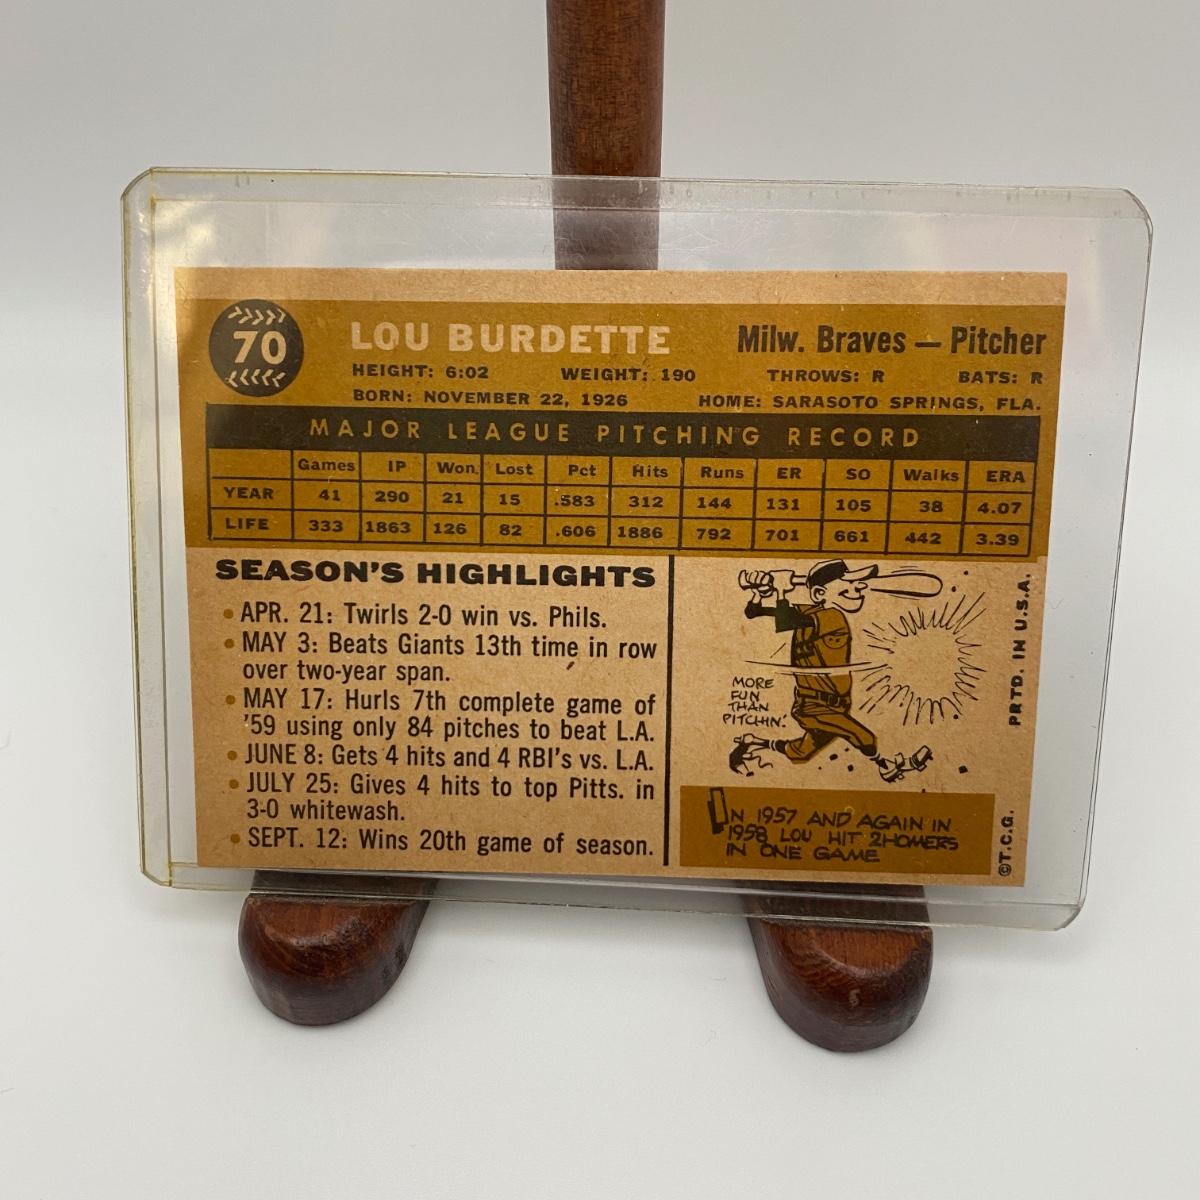 70
LOU BURDETTE
Milw. Braves — Pitcher
HEIGHT: 6:02 WEIGHT: 190 THROWS: R BATS: R
BORN: NOVEMBER 22, 1926 HOME: SARASOTO SPRINGS, FLA.
MAJOR LEAGUE PITCHING RECORD
Games IP Won Lost Pct Hits Runs ER SO Walks ERA
YEAR 41 290 21 15 .583 312 144 131 105 38 4.07
LIFE 333 1863 126 82 .606 1886 792 701 661 442 3.39
SEASON'S HIGHLIGHTS
• APR. 21: Twirls 2-0 win vs. Phils.
• MAY 3: Beats Giants 13th time in row
over two-year span.
• MAY 17: Hurls 7th complete game of
'59 using only 84 pitches to beat L.A.
• JUNE 8: Gets 4 hits and 4 RBI's vs. L.A.
• JULY 25: Gives 4 hits to top Pitts. in
3-0 whitewash.
• SEPT. 12: Wins 20th game of season.
MORE
FUN
THAN
PITCHIN'.
IN 1957 AND AGAIN IN
1958 LOU HIT 2 HOMERS
IN ONE GAME
©T.C.G. PRTD. IN U.S.A.